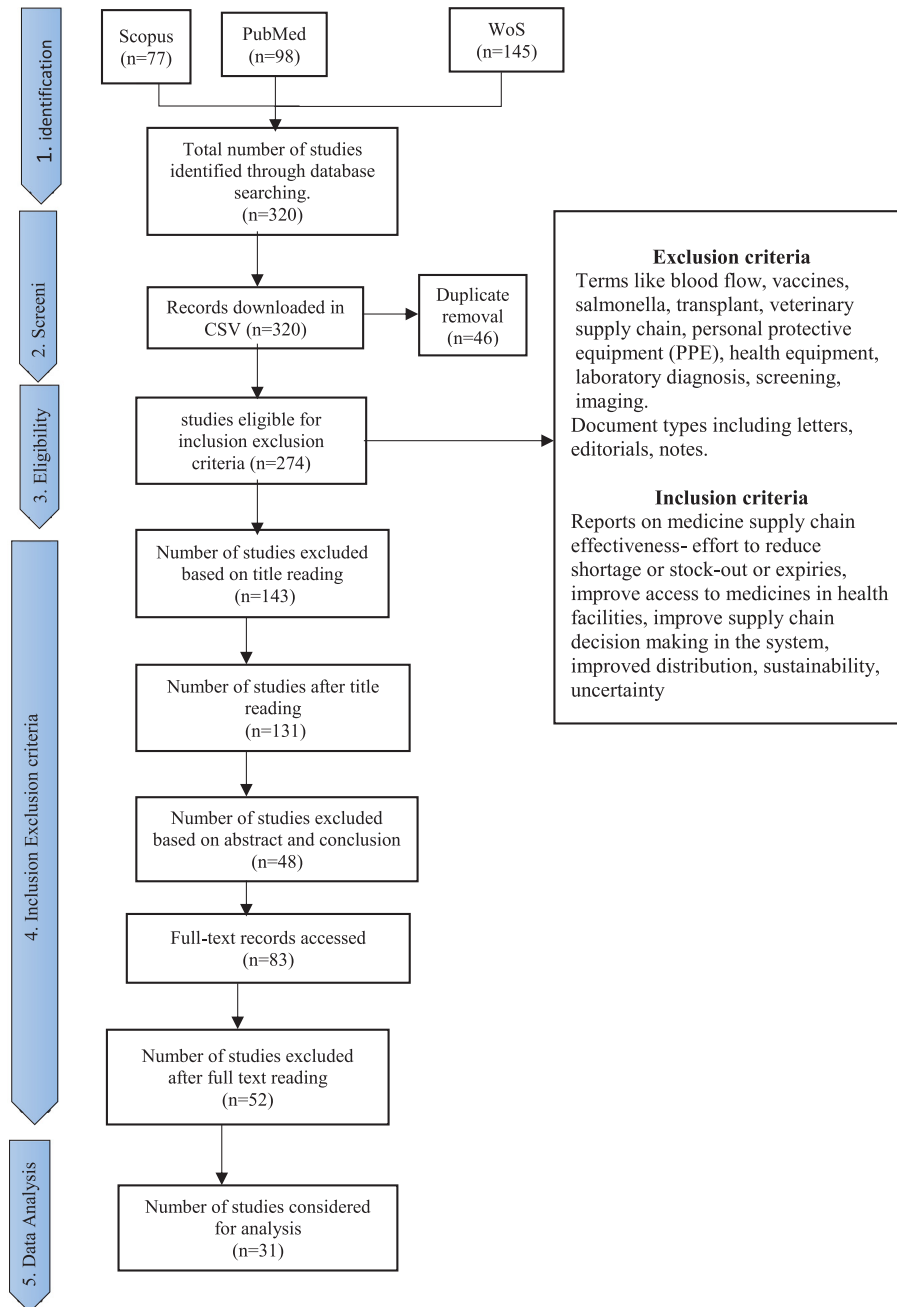 Scopus
(n=77)
PubMed
(n=98)
WoS
(n=145)
1. identification
Total number of studies
identified through database
searching.
(n=320)
2. Screeni
Records downloaded in
CSV (n=320)
Duplicate
removal
(n=46)
3. Eligibility
studies eligible for
inclusion exclusion
criteria (n=274)
Exclusion criteria
Terms like blood flow, vaccines,
salmonella, transplant, veterinary
supply chain, personal protective
equipment (PPE), health equipment,
laboratory diagnosis, screening,
imaging.
Document types including letters,
editorials, notes.
Inclusion criteria
Reports on medicine supply chain
effectiveness- effort to reduce
shortage or stock-out or expiries,
improve access to medicines in health
facilities, improve supply chain
decision making in the system,
improved distribution, sustainability,
uncertainty
4. Inclusion Exclusion criteria
Number of studies excluded
based on title reading
(n=143)
Number of studies after title
reading
(n=131)
Number of studies excluded
based on abstract and conclusion
(n=48)
Full-text records accessed
(n=83)
Number of studies excluded
after full text reading
(n=52)
5. Data Analysis
Number of studies considered
for analysis
(n=31)